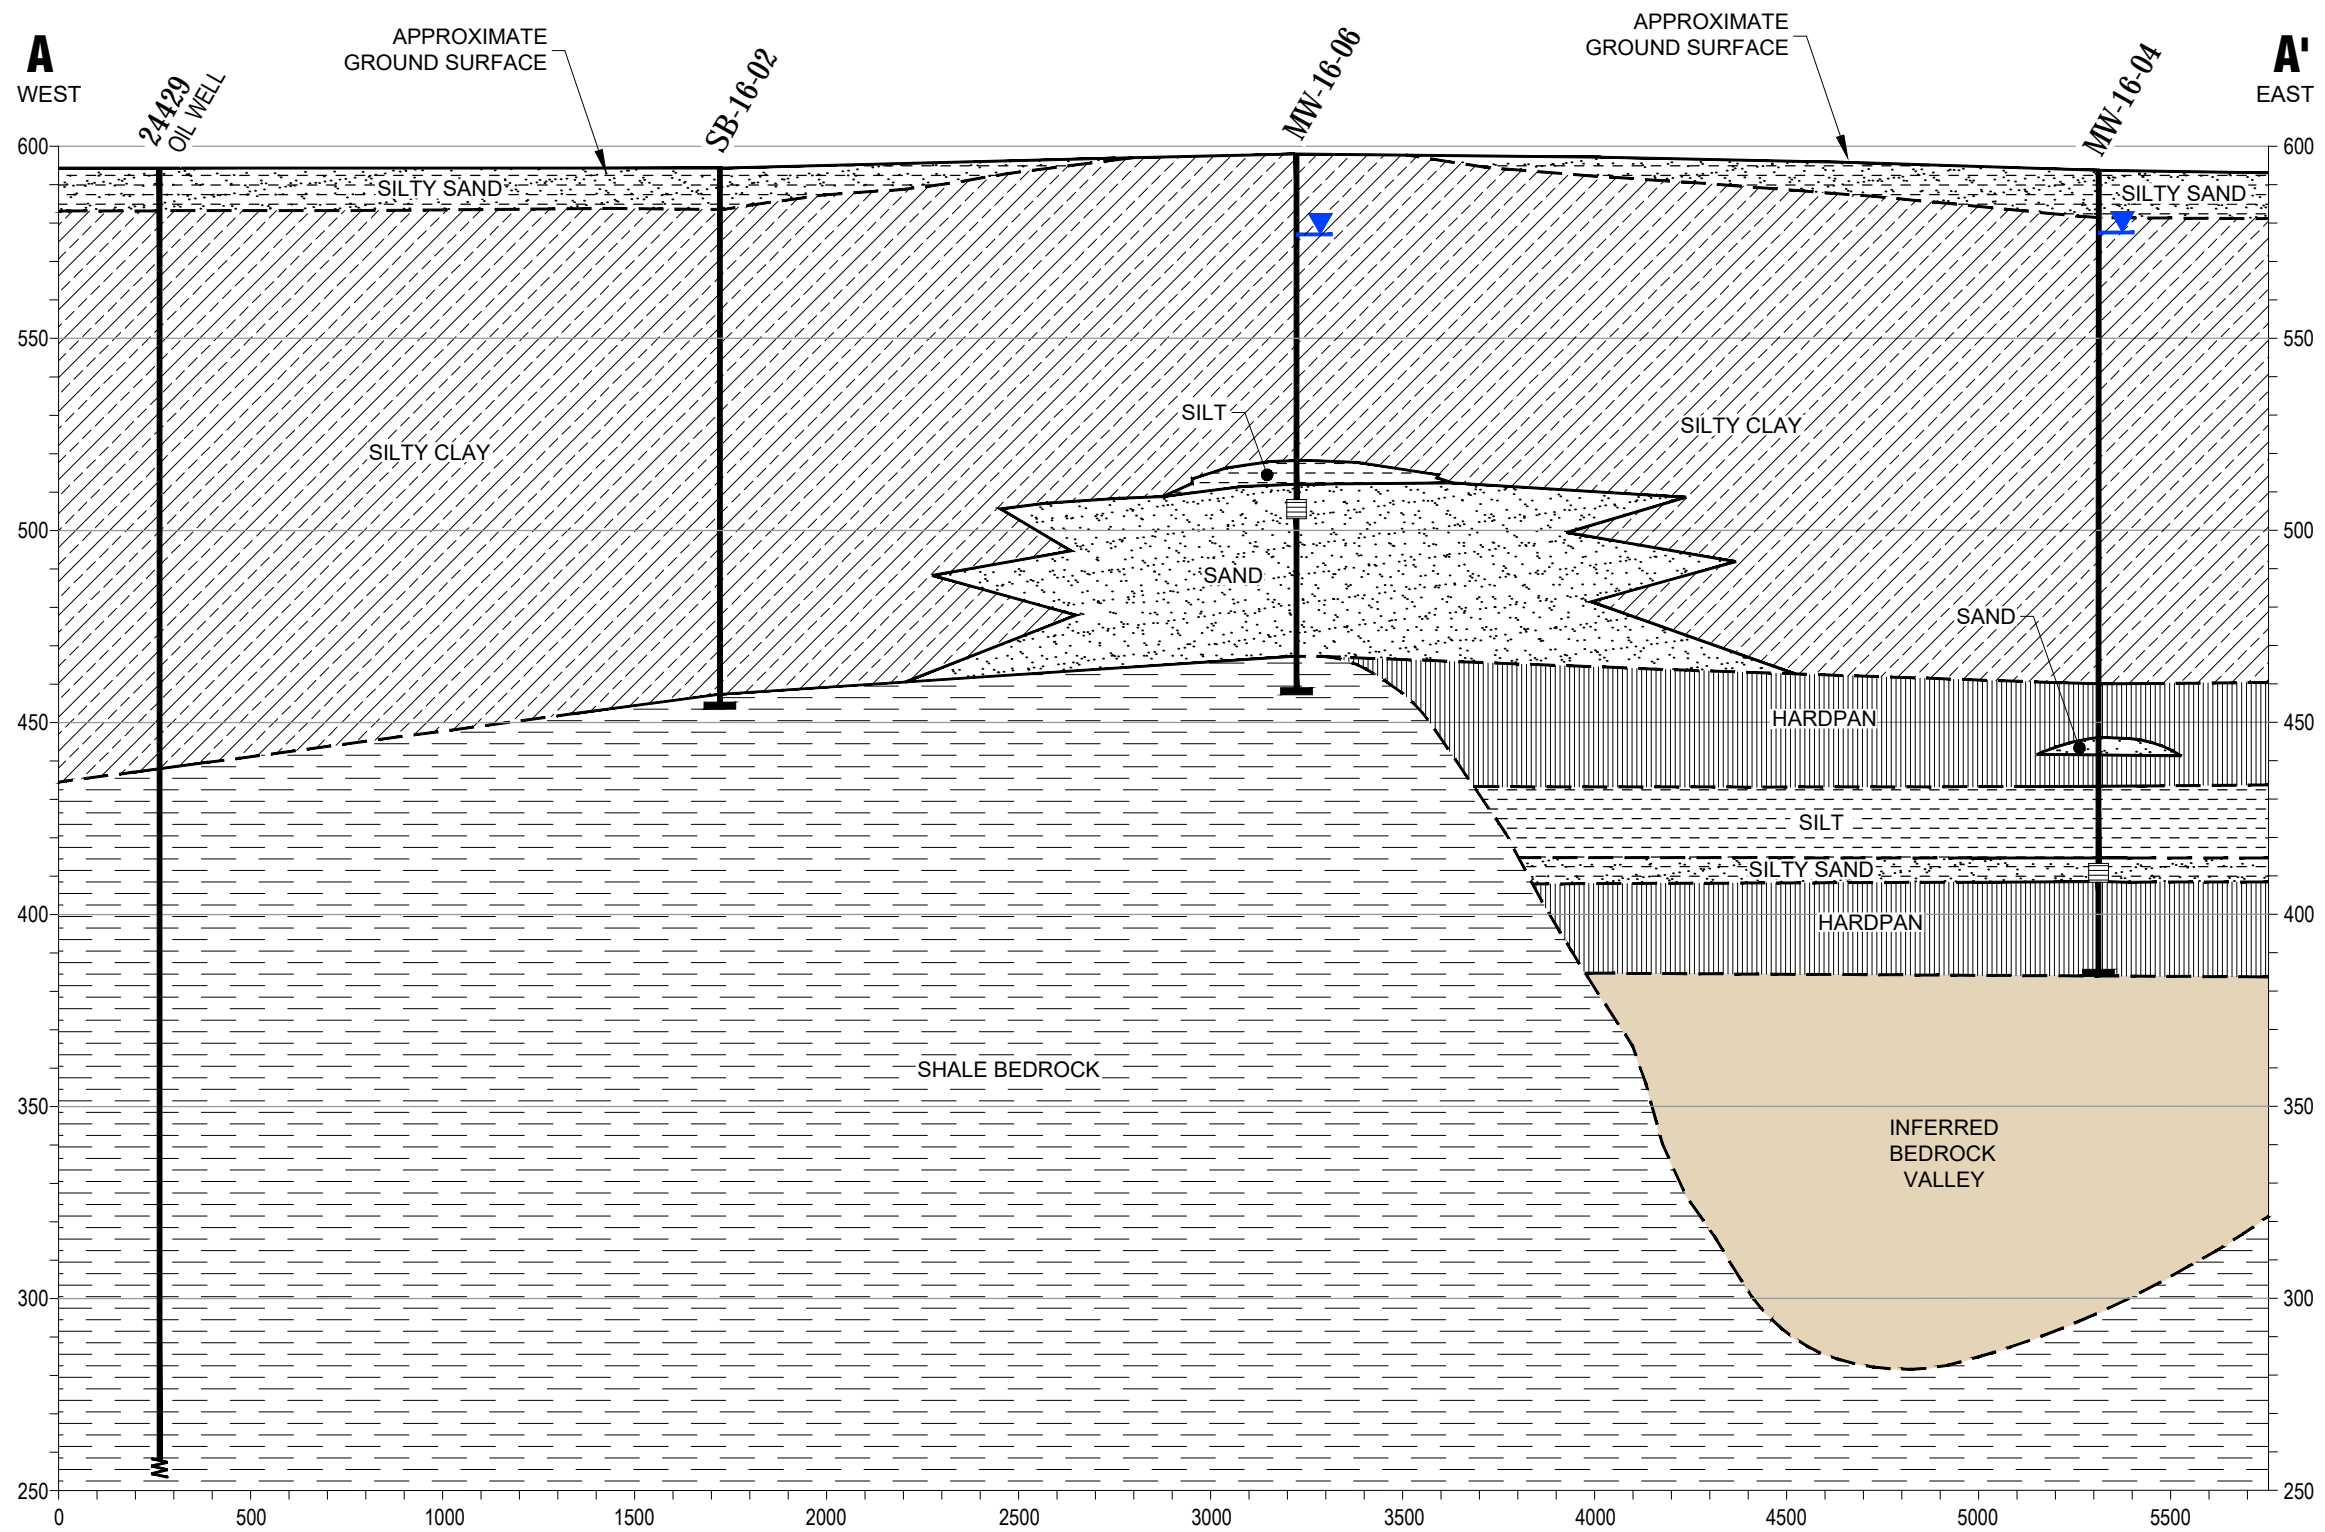 A
WEST
24429
OIL WELL
APPROXIMATE
GROUND SURFACE
SB-16-02
MW-16-06
APPROXIMATE
GROUND SURFACE
MW-16-04
A'
EAST
600
600
SILTY SAND
SILTY SAND
550
550
SILT
SILTY CLAY
SILTY CLAY
500
500
SAND
SAND
450
HARDPAN
450
SILT
SILTY SAND
400
HARDPAN
400
SHALE BEDROCK
350
350
INFERRED
BEDROCK
VALLEY
300
300
250
250
0
500
1000
1500
2000
2500
3000
3500
4000
4500
5000
5500